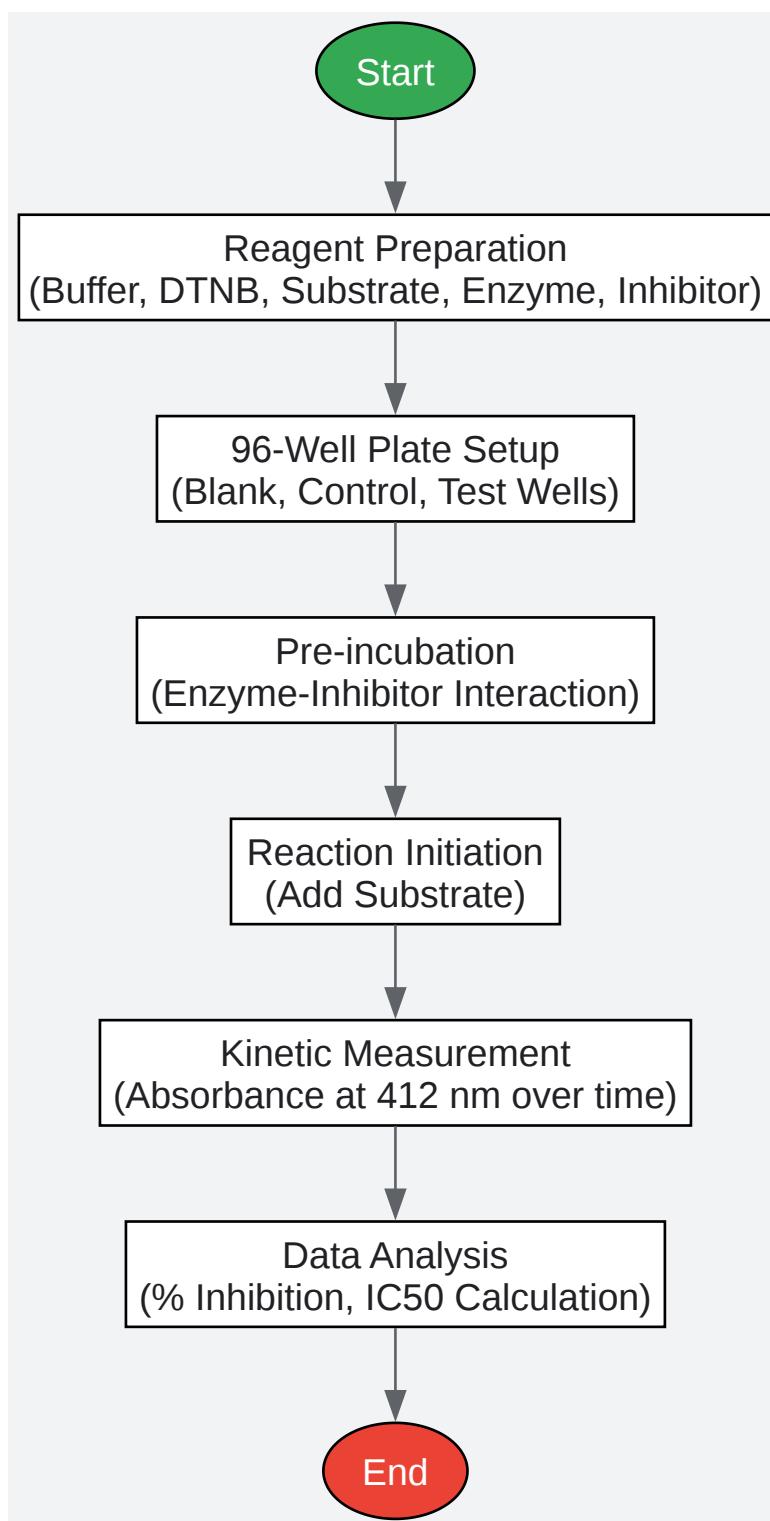 Start
Reagent Preparation
(Buffer, DTNB, Substrate, Enzyme, Inhibitor)
96-Well Plate Setup
(Blank, Control, Test Wells)
Pre-incubation
(Enzyme-Inhibitor Interaction)
Reaction Initiation
(Add Substrate)
Kinetic Measurement
(Absorbance at 412 nm over time)
Data Analysis
(% Inhibition, IC50 Calculation)
End